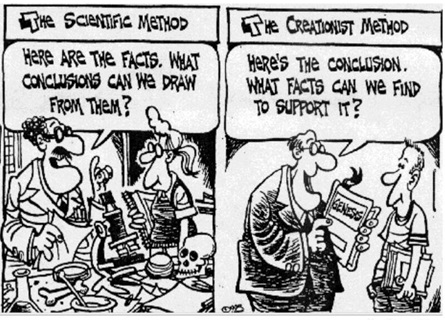 The Scientific Method
Here are the facts. What
conclusions can we draw
from them?
The Creationist Method
Here's the conclusion.
What facts can we find
to support it?
Genesis